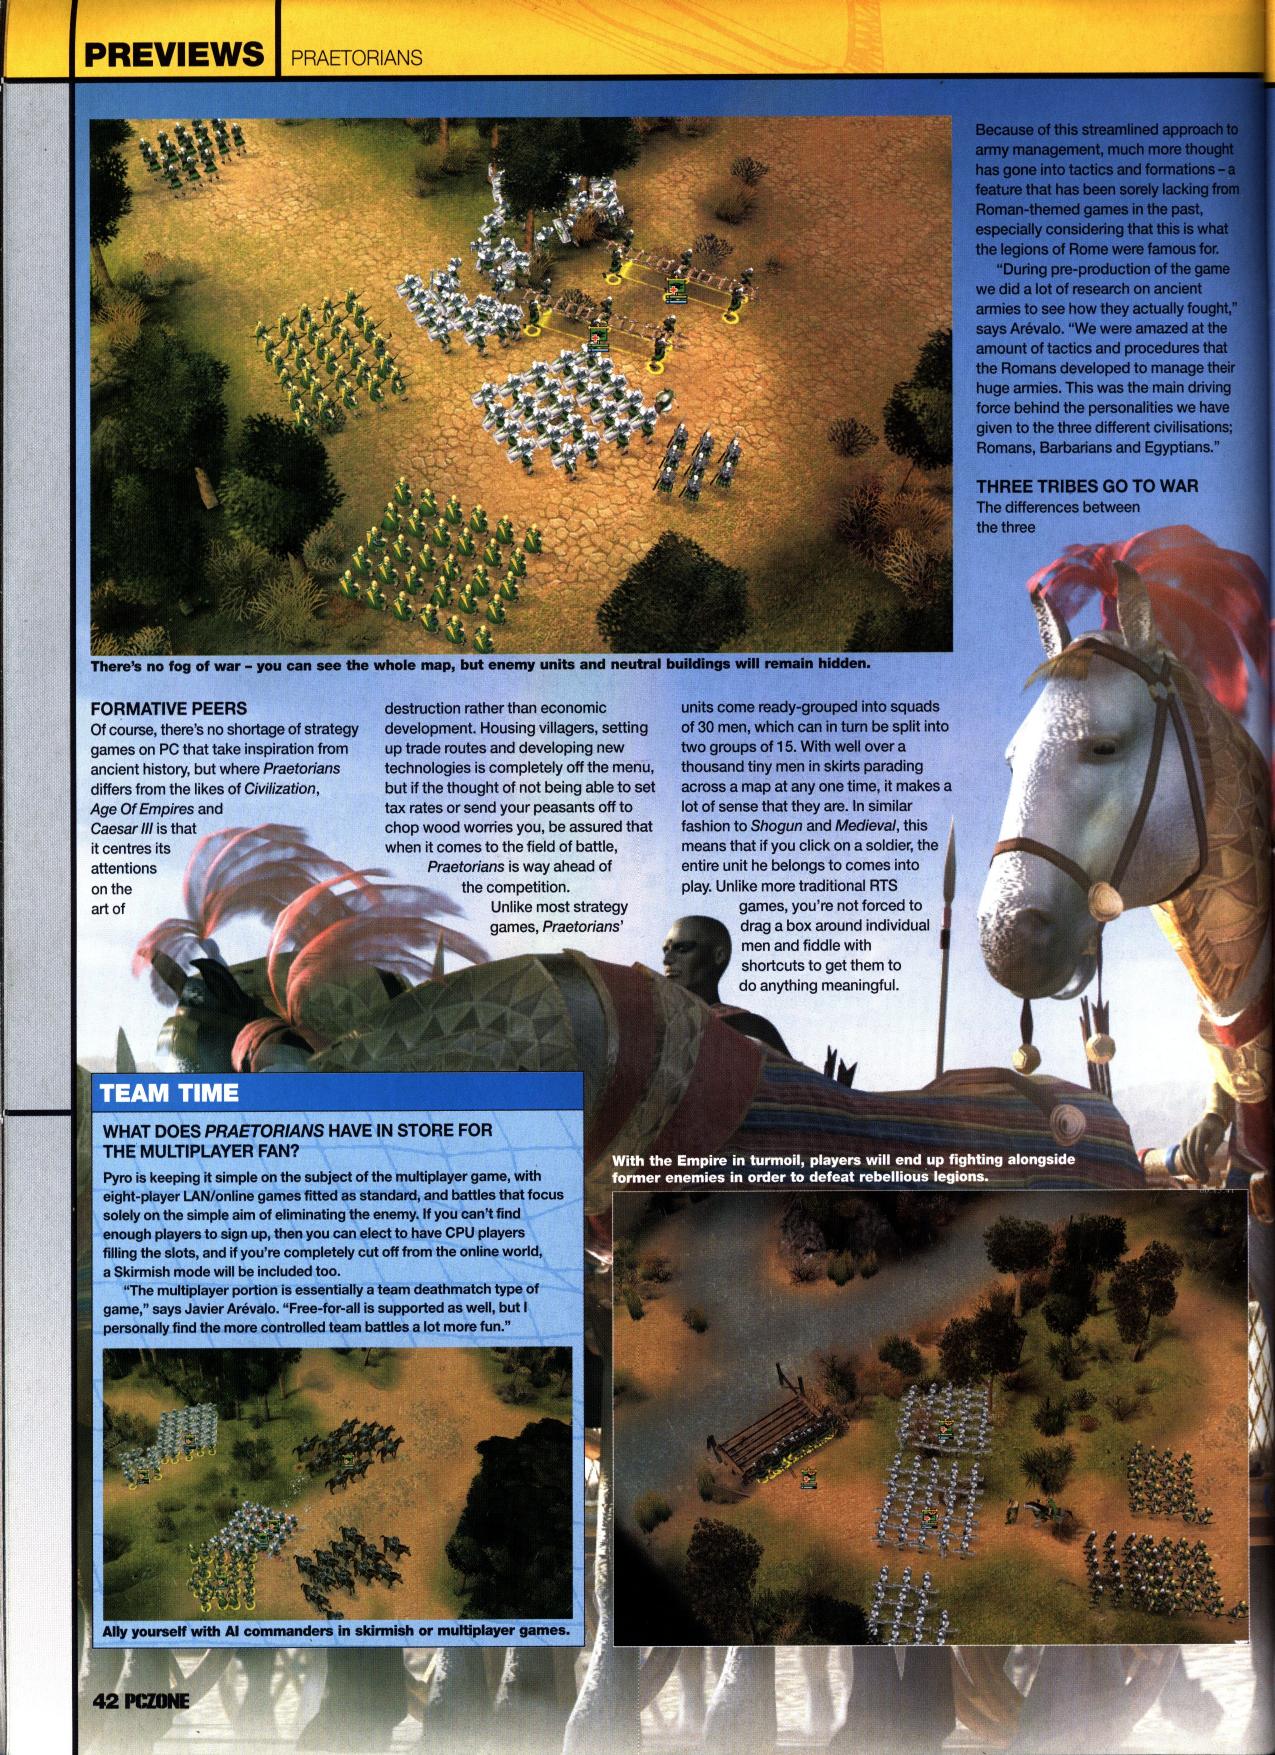 PREVIEWS
PRAETORIANS
There's no fog of war – you can see the whole map, but enemy units and neutral buildings will remain hidden.
FORMATIVE PEERS
Of course, there's no shortage of strategy
games on PC that take inspiration from
ancient history, but where Praetorians
differs from the likes of Civilization,
Age Of Empires and
Caesar III is that
it centres its
attentions
on the
art of
destruction rather than economic
development. Housing villagers, setting
up trade routes and developing new
technologies is completely off the menu,
but if the thought of not being able to set
tax rates or send your peasants off to
chop wood worries you, be assured that
when it comes to the field of battle,
Praetorians is way ahead of
the competition.
Unlike most strategy
games, Praetorians'
units come ready-grouped into squads
of 30 men, which can in turn be split into
two groups of 15. With well over a
thousand tiny men in skirts parading
across a map at any one time, it makes a
lot of sense that they are. In similar
fashion to Shogun and Medieval, this
means that if you click on a soldier, the
entire unit he belongs to comes into
play. Unlike more traditional RTS
games, you're not forced to
drag a box around individual
men and fiddle with
shortcuts to get them to
do anything meaningful.
Because of this streamlined approach to
army management, much more thought
has gone into tactics and formations – a
feature that has been sorely lacking from
Roman-themed games in the past,
especially considering that this is what
the legions of Rome were famous for.
"During pre-production of the game
we did a lot of research on ancient
armies to see how they actually fought,"
says Arévalo. "We were amazed at the
amount of tactics and procedures that
the Romans developed to manage their
huge armies. This was the main driving
force behind the personalities we have
given to the three different civilisations;
Romans, Barbarians and Egyptians."
THREE TRIBES GO TO WAR
The differences between
the three
TEAM TIME
WHAT DOES PRAETORIANS HAVE IN STORE FOR
THE MULTIPLAYER FAN?
Pyro is keeping it simple on the subject of the multiplayer game, with
eight-player LAN/online games fitted as standard, and battles that focus
solely on the simple aim of eliminating the enemy. If you can't find
enough players to sign up, then you can elect to have CPU players
filling the slots, and if you're completely cut off from the online world,
a Skirmish mode will be included too.
"The multiplayer portion is essentially a team deathmatch type of
game," says Javier Arévalo. "Free-for-all is supported as well, but I
personally find the more controlled team battles a lot more fun."
Ally yourself with AI commanders in skirmish or multiplayer games.
With the Empire in turmoil, players will end up fighting alongside
former enemies in order to defeat rebellious legions.
42 PCZONE